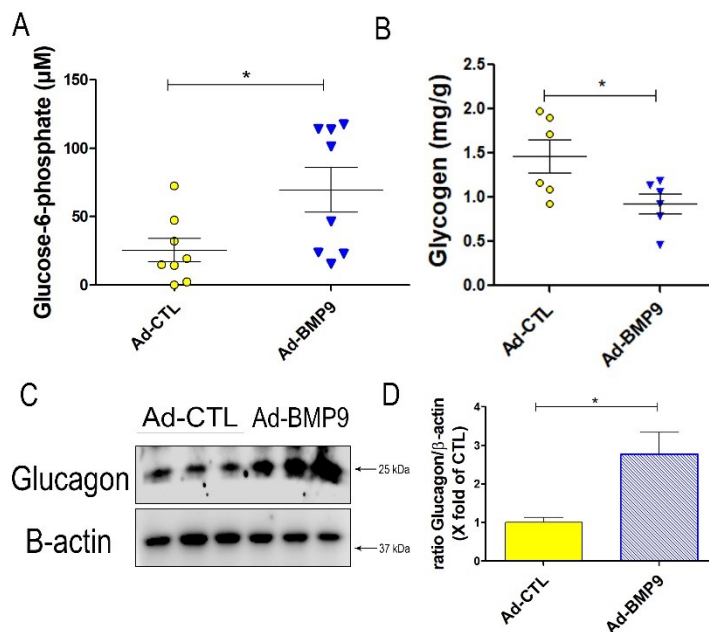 A
Glucose-6-phosphate (µM)
150
100
50
0
*
Ad-CTL
Ad-BMP9
B
Glycogen (mg/g)
2.5
2.0
1.5
1.0
0.5
0.0
*
Ad-CTL
Ad-BMP9
C
Ad-CTL Ad-BMP9
Glucagon
25 kDa
B-actin
37 kDa
D
ratio Glucagon/β-actin
(X fold of CTL)
4
3
2
1
0
*
Ad-CTL
Ad-BMP9